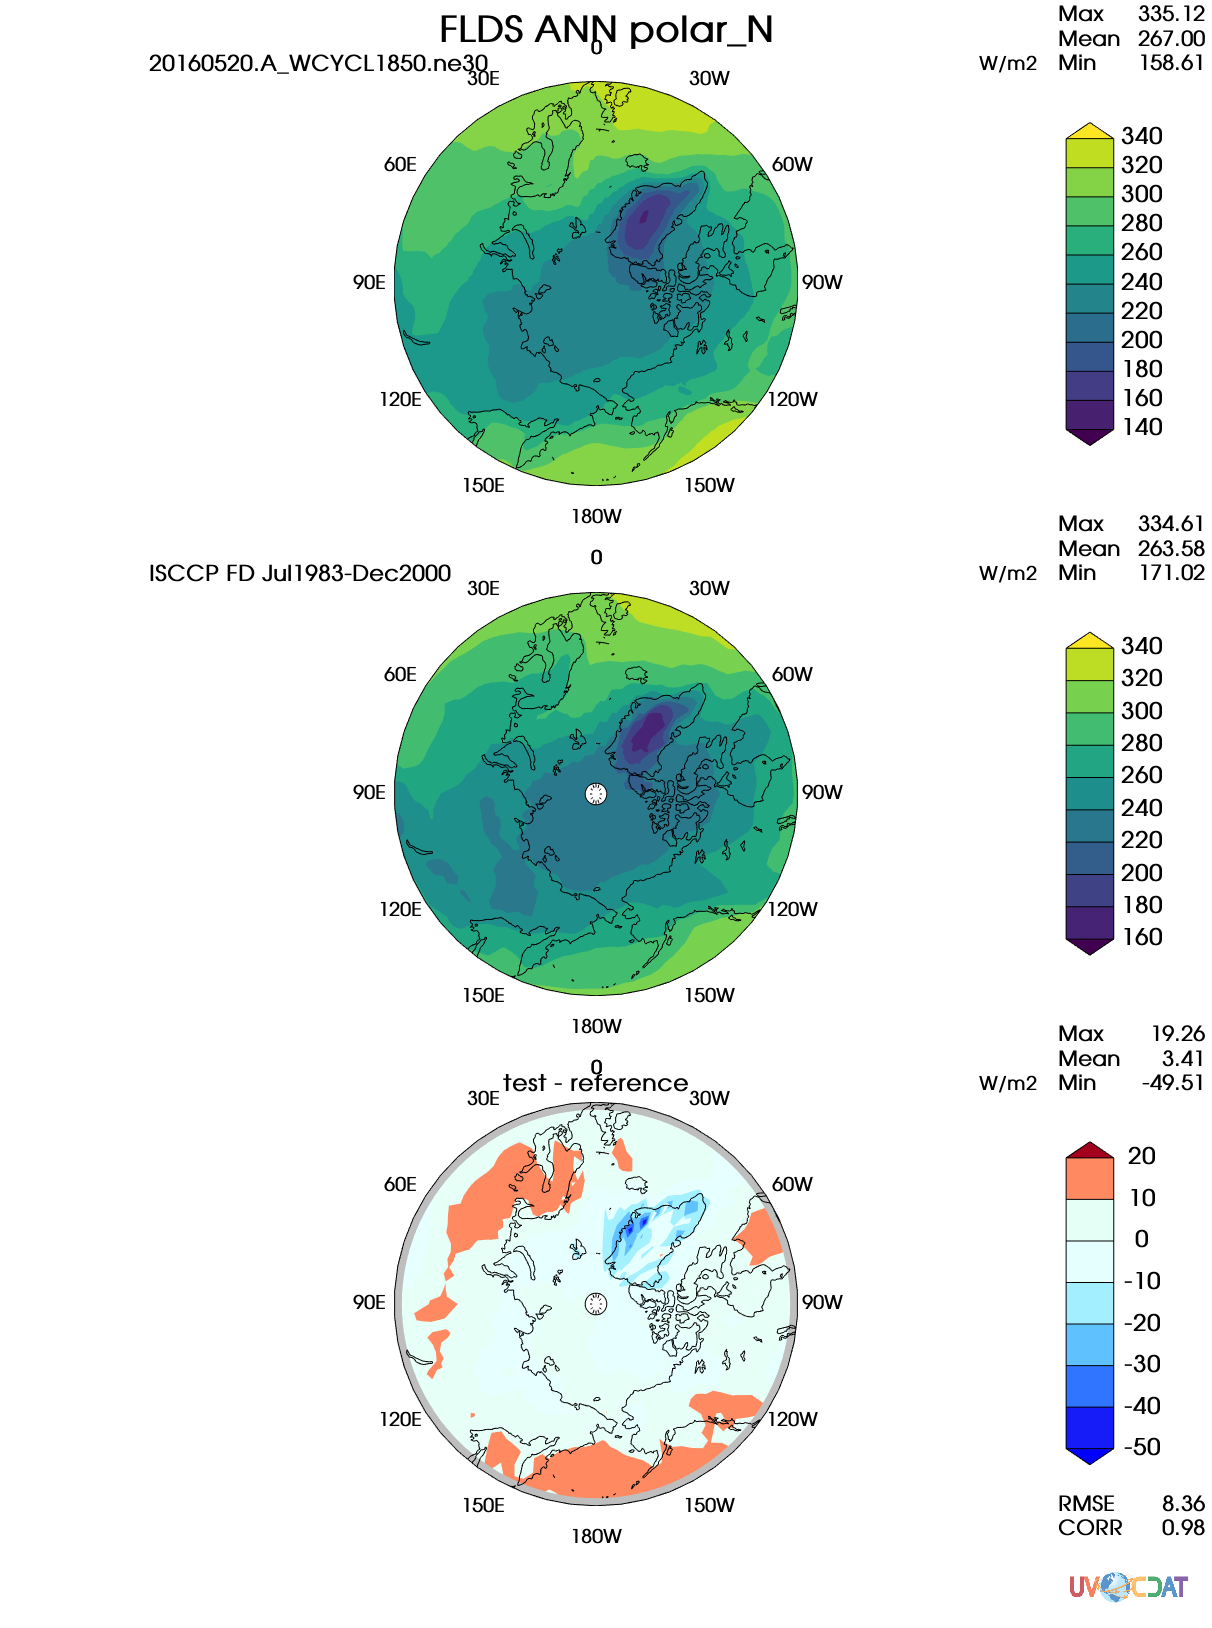 FLDS ANN polar_N
20160520.A_WCYCL1850.ne30
W/m2
Max 335.12
Mean 267.00
Min 158.61
0
30E
30W
60E
60W
90E
90W
120E
120W
150E
150W
180W
340
320
300
280
260
240
220
200
180
160
140
ISCCP FD Jul1983-Dec2000
W/m2
Max 334.61
Mean 263.58
Min 171.02
0
30E
30W
60E
60W
90E
90W
120E
120W
150E
150W
180W
340
320
300
280
260
240
220
200
180
160
test - reference
W/m2
Max 19.26
Mean 3.41
Min -49.51
0
30E
30W
60E
60W
90E
90W
120E
120W
150E
150W
180W
20
10
0
-10
-20
-30
-40
-50
RMSE 8.36
CORR 0.98
UV CDAT